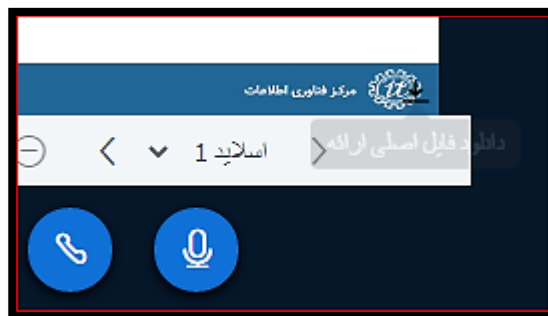 مرکز فناوری اطلاعات
دانلود فایل اصلی ارائه
اسلاید 1